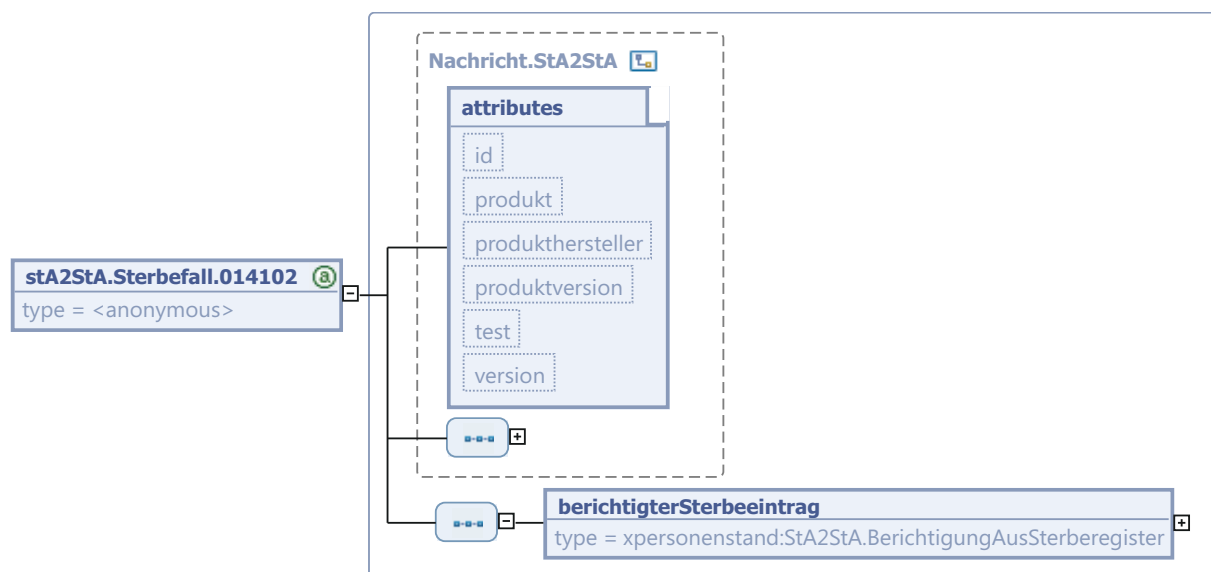 Nachricht.StA2StA
attributes
id
produkt
produkthersteller
produktversion
test
version
stA2StA.Sterbefall.014102 a
type = <anonymous>
berichtigterSterbeeintrag
type = xpersonenstand:StA2StA.BerichtigungAusSterberegister